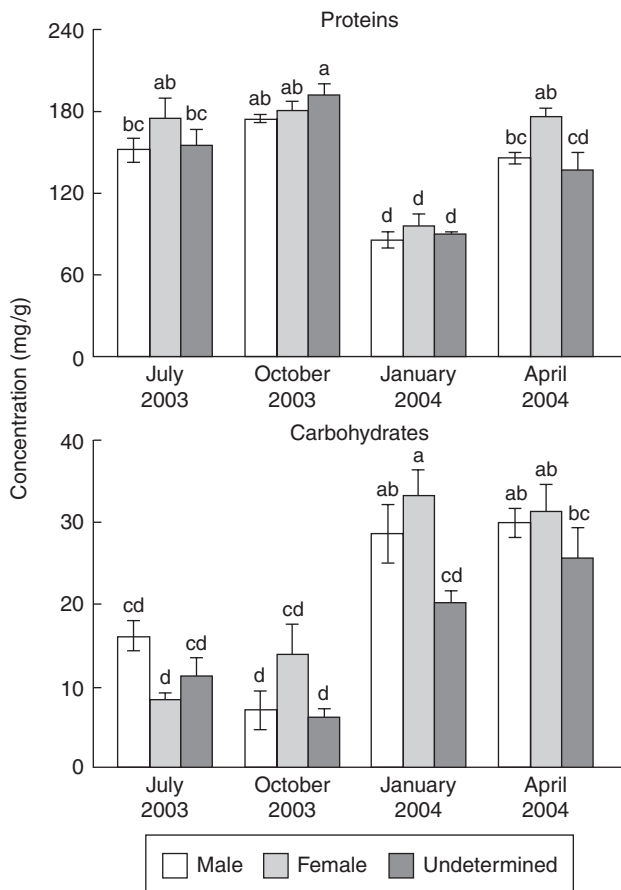 Proteins
240
180
120
60
0
bc ab bc ab ab a d d d bc ab cd
July October January April
2003 2003 2004 2004
Concentration (mg/g)
Carbohydrates
40
30
20
10
0
cd d cd d cd d ab a cd ab ab bc
July October January April
2003 2003 2004 2004
Male Female Undetermined